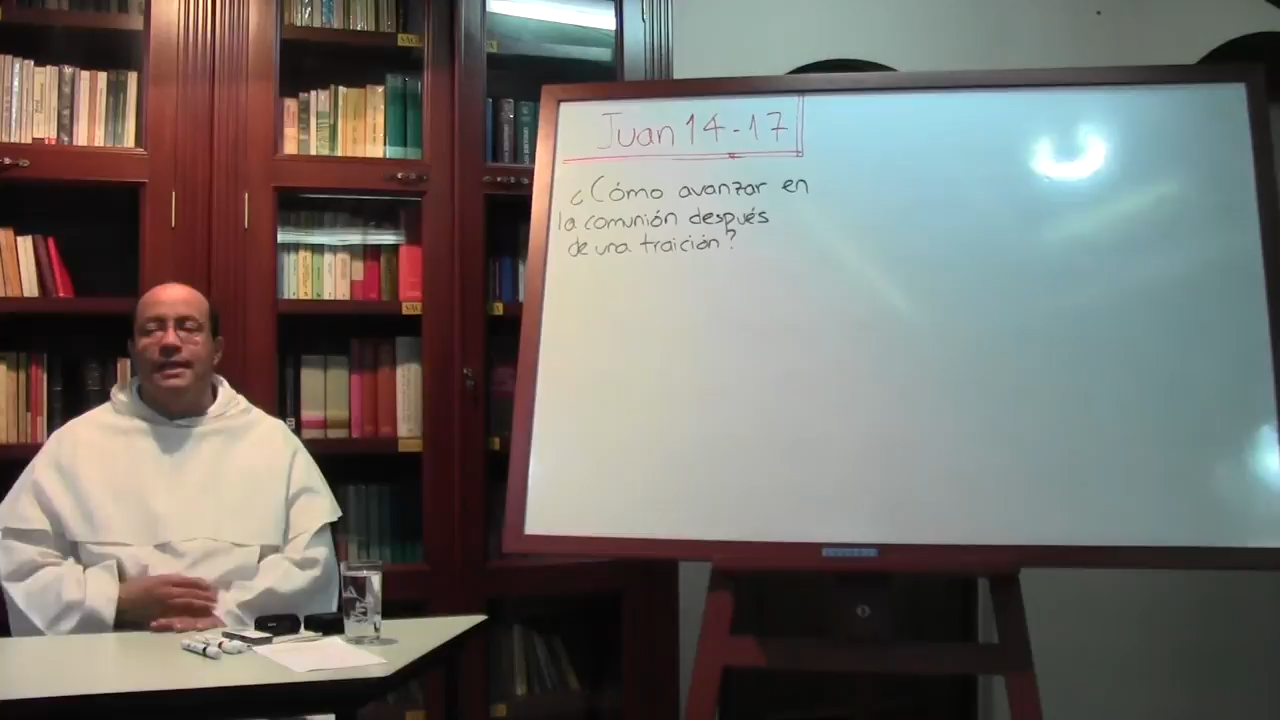 Juan 14-17
¿Cómo avanzar en
la comunión después
de una traición?